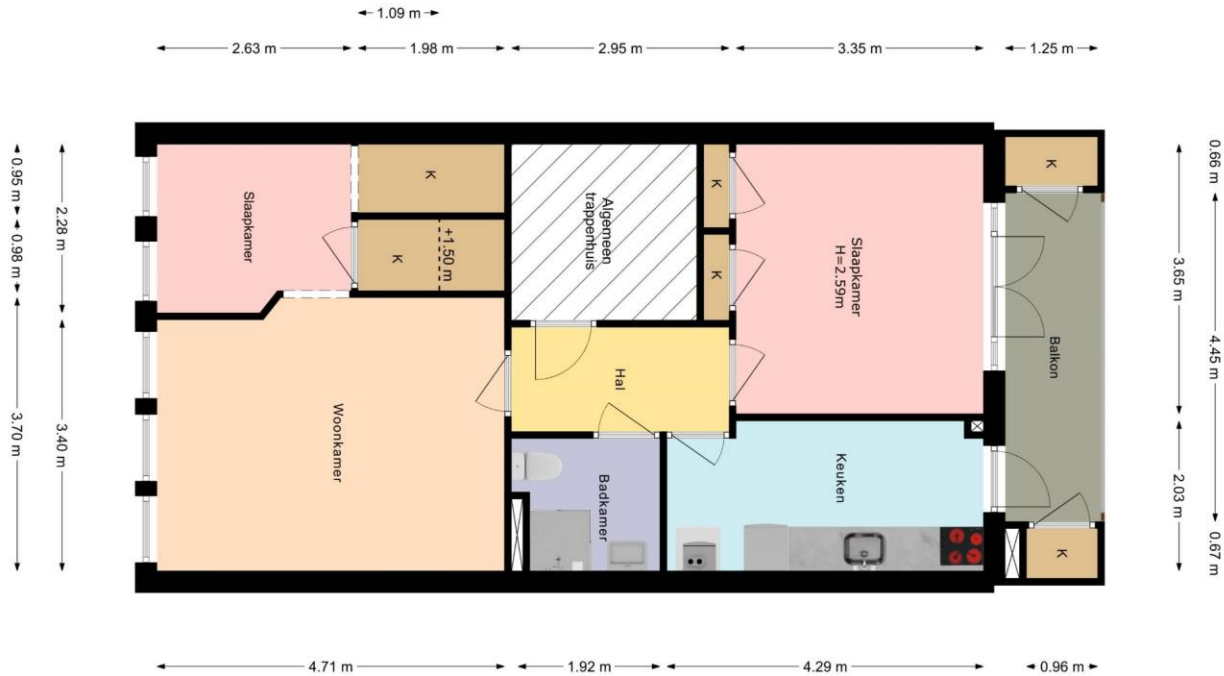 1.09 m
2.63 m
1.98 m
2.95 m
3.35 m
1.25 m
0.95 m
0.98 m
3.70 m
2.28 m
3.40 m
Slaapkamer
K
K
+1.50 m
Algemeen
trappenhuis
K
K
Slaapkamer
H=2.59m
K
Balkon
Woonkamer
Hal
Badkamer
Keuken
K
3.65 m
2.03 m
0.66 m
4.45 m
0.67 m
4.71 m
1.92 m
4.29 m
0.96 m